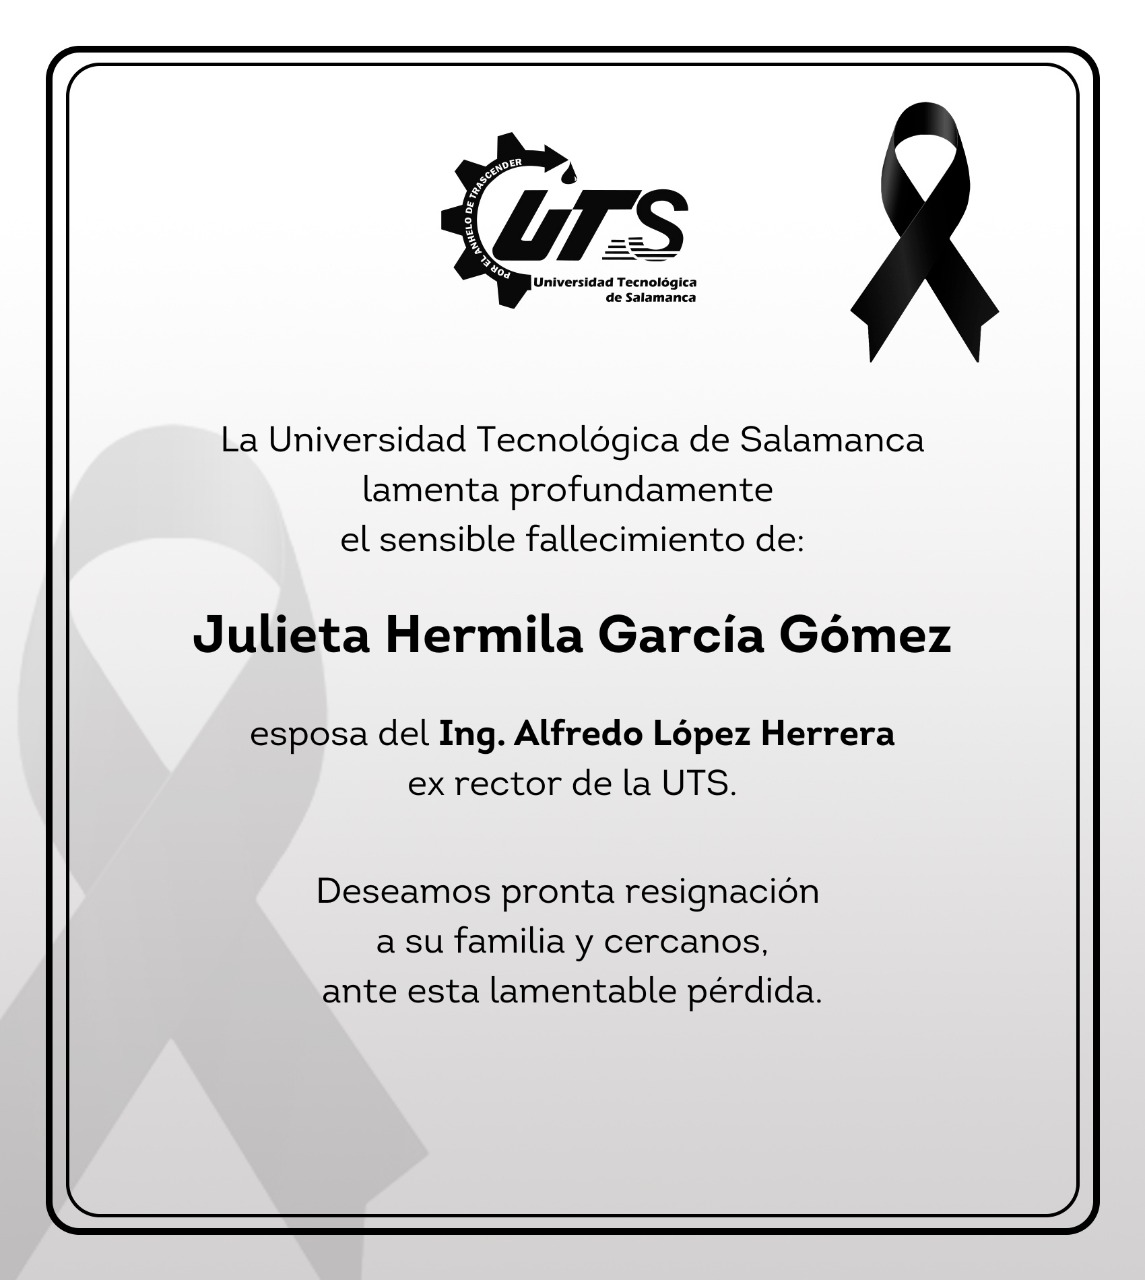 POR EL ANHELO DE TRASCENDER
UTS
Universidad Tecnológica
de Salamanca
La Universidad Tecnológica de Salamanca
lamenta profundamente
el sensible fallecimiento de:
Julieta Hermila García Gómez
esposa del Ing. Alfredo López Herrera
ex rector de la UTS.
Deseamos pronta resignación
a su familia y cercanos,
ante esta lamentable pérdida.